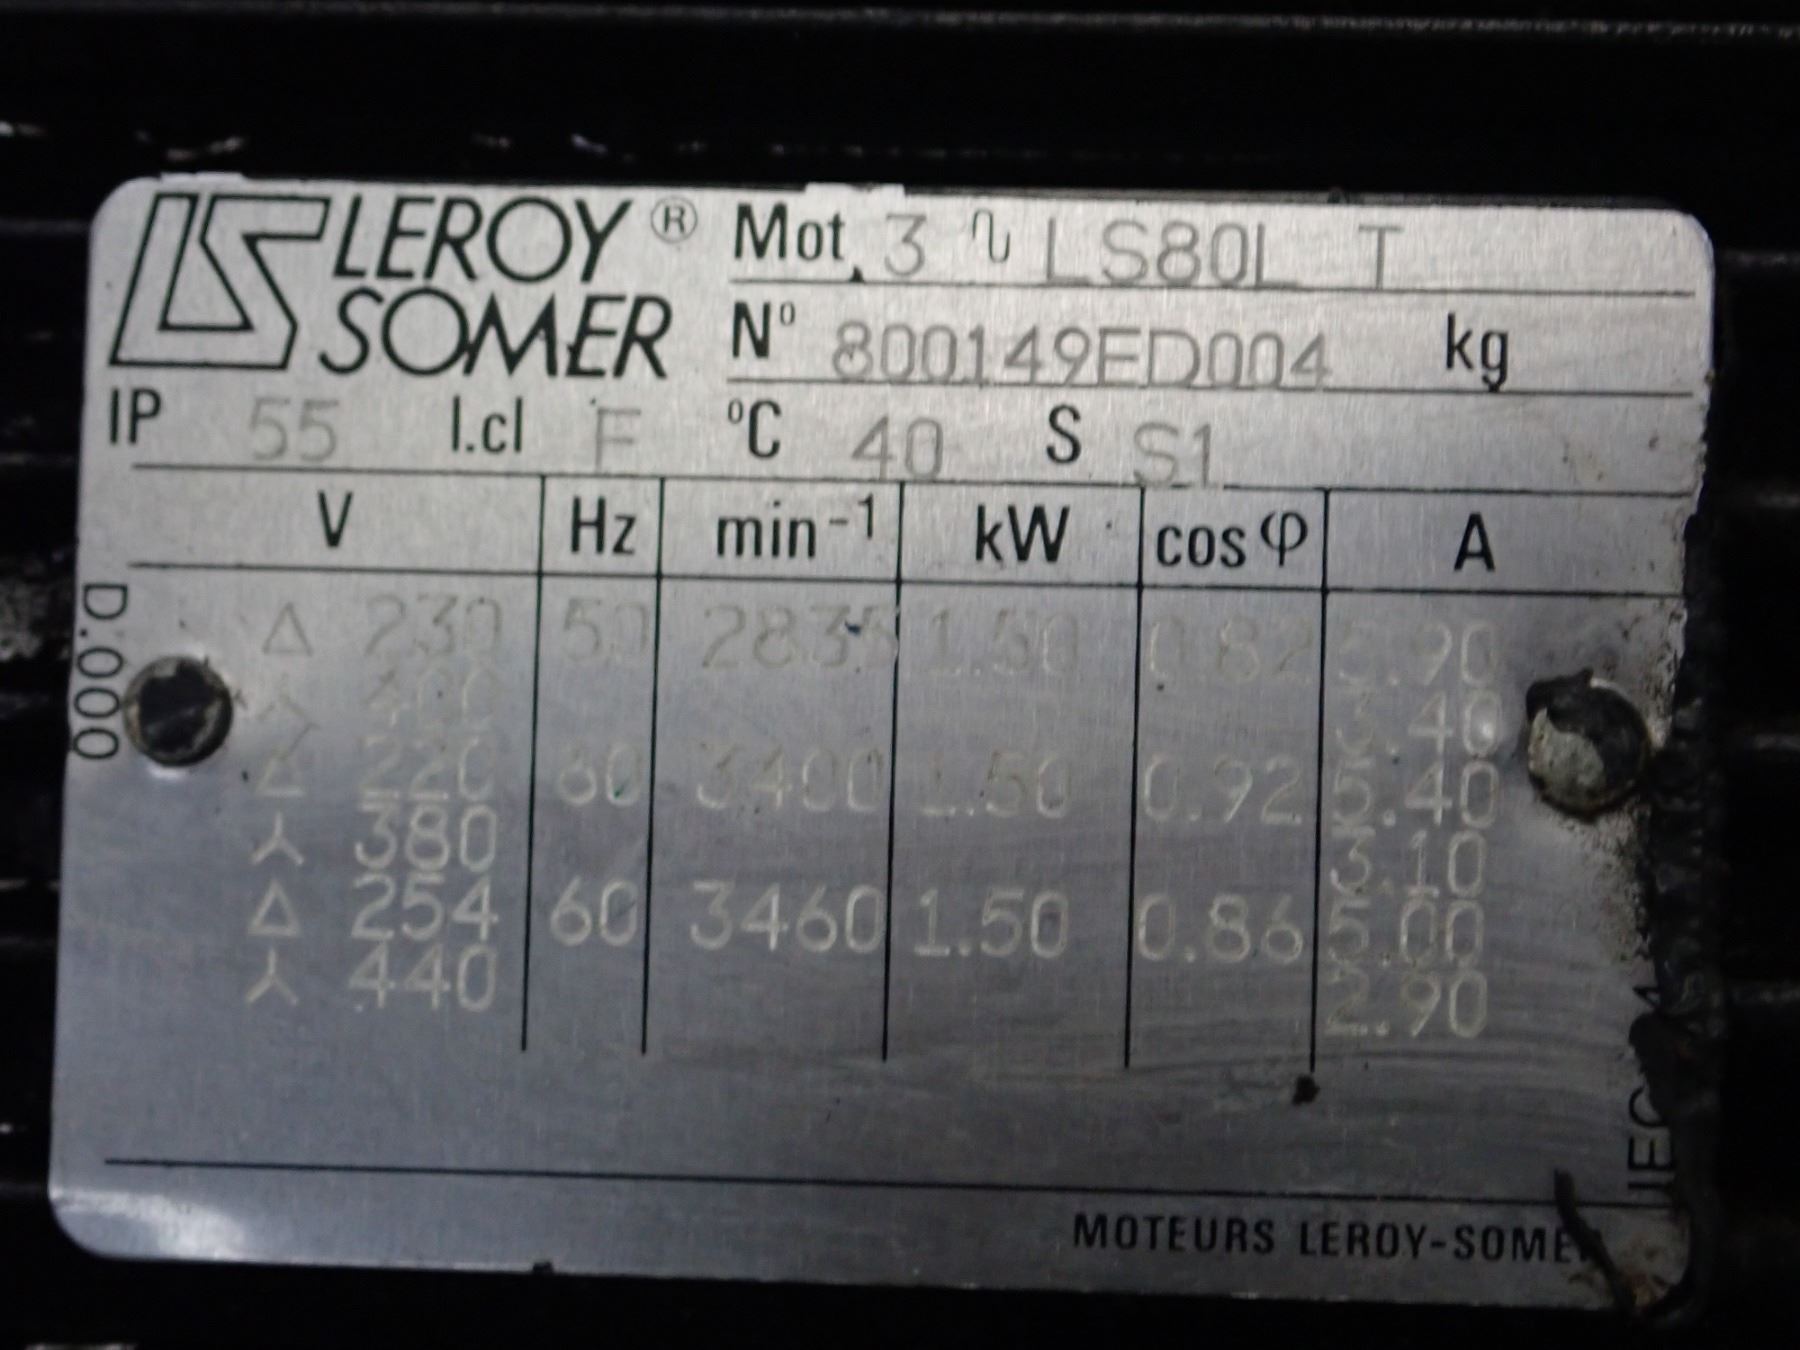 LEROY® SOMER
Mot. 3 ∿ LS80L T
N° 800149ED004 kg
IP 55 I.cl F °C 40 S S1
V Hz min-1 kW cos φ A
Δ 230 50 2835 1.50 0.82 5.90
⅄ 400 3.40
Δ 220 60 3400 1.50 0.92 5.40
⅄ 380 3.10
Δ 254 60 3460 1.50 0.86 5.00
⅄ 440 2.90
D.000
IEC
MOTEURS LEROY-SOMER